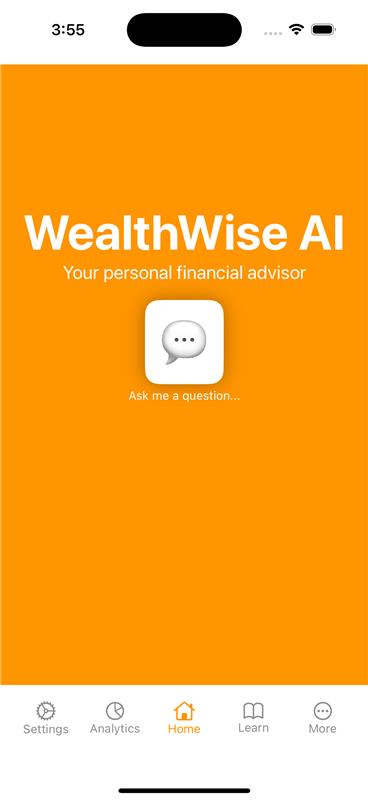 3:55
WealthWise AI
Your personal financial advisor
Ask me a question...
Settings
Analytics
Home
Learn
More